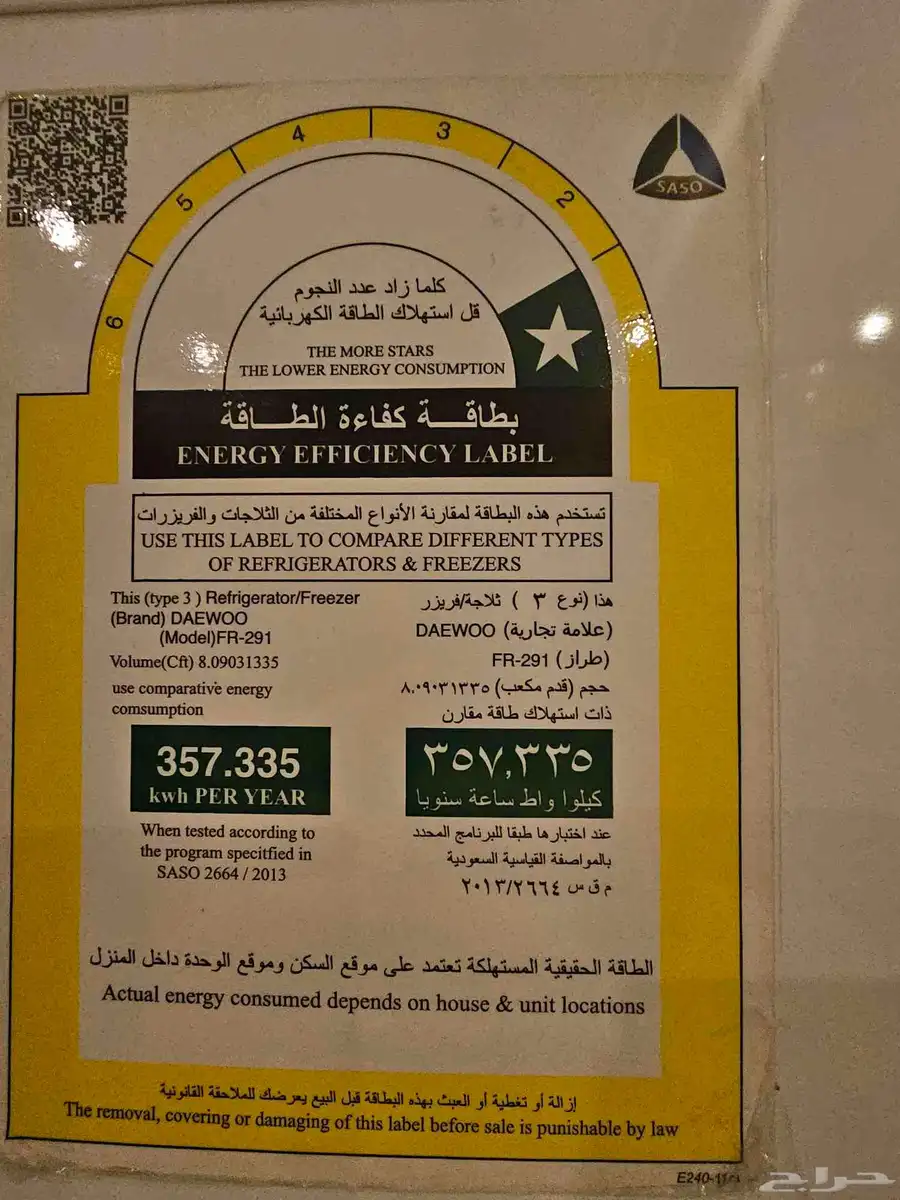 4
3
5
2
6
SASO
كلما زاد عدد النجوم
قل استهلاك الطاقة الكهربائية
THE MORE STARS
THE LOWER ENERGY CONSUMPTION
بطاقـــة كفاءة الطـــاقة
ENERGY EFFICIENCY LABEL
تستخدم هذه البطاقة لمقارنة الأنواع المختلفة من الثلاجات والفريزرات
USE THIS LABEL TO COMPARE DIFFERENT TYPES
OF REFRIGERATORS & FREEZERS
This (type 3 ) Refrigerator/Freezer
(Brand) DAEWOO
(Model)FR-291
Volume(Cft) 8.09031335
use comparative energy
comsumption
357.335
kwh PER YEAR
When tested according to
the program specitfied in
SASO 2664 / 2013
هذا (نوع ٣ ) ثلاجة/فريزر
(علامة تجارية) DAEWOO
(طراز) FR-291
حجم (قدم مكعب) ٨.٠٩٠٣١٣٣٥
ذات استهلاك طاقة مقارن
٣٥٧,٣٣٥
كيلوا واط ساعة سنويا
عند اختبارها طبقا للبرنامج المحدد
بالمواصفة القياسية السعودية
م ق س ٢٠١٣/٢٦٦٤
الطاقة الحقيقية المستهلكة تعتمد على موقع السكن وموقع الوحدة داخل المنزل
Actual energy consumed depends on house & unit locations
إزالة أو تغطية أو العبث بهذه البطاقة قبل البيع يعرضك للملاحقة القانونية
The removal, covering or damaging of this label before sale is punishable by law
حراج